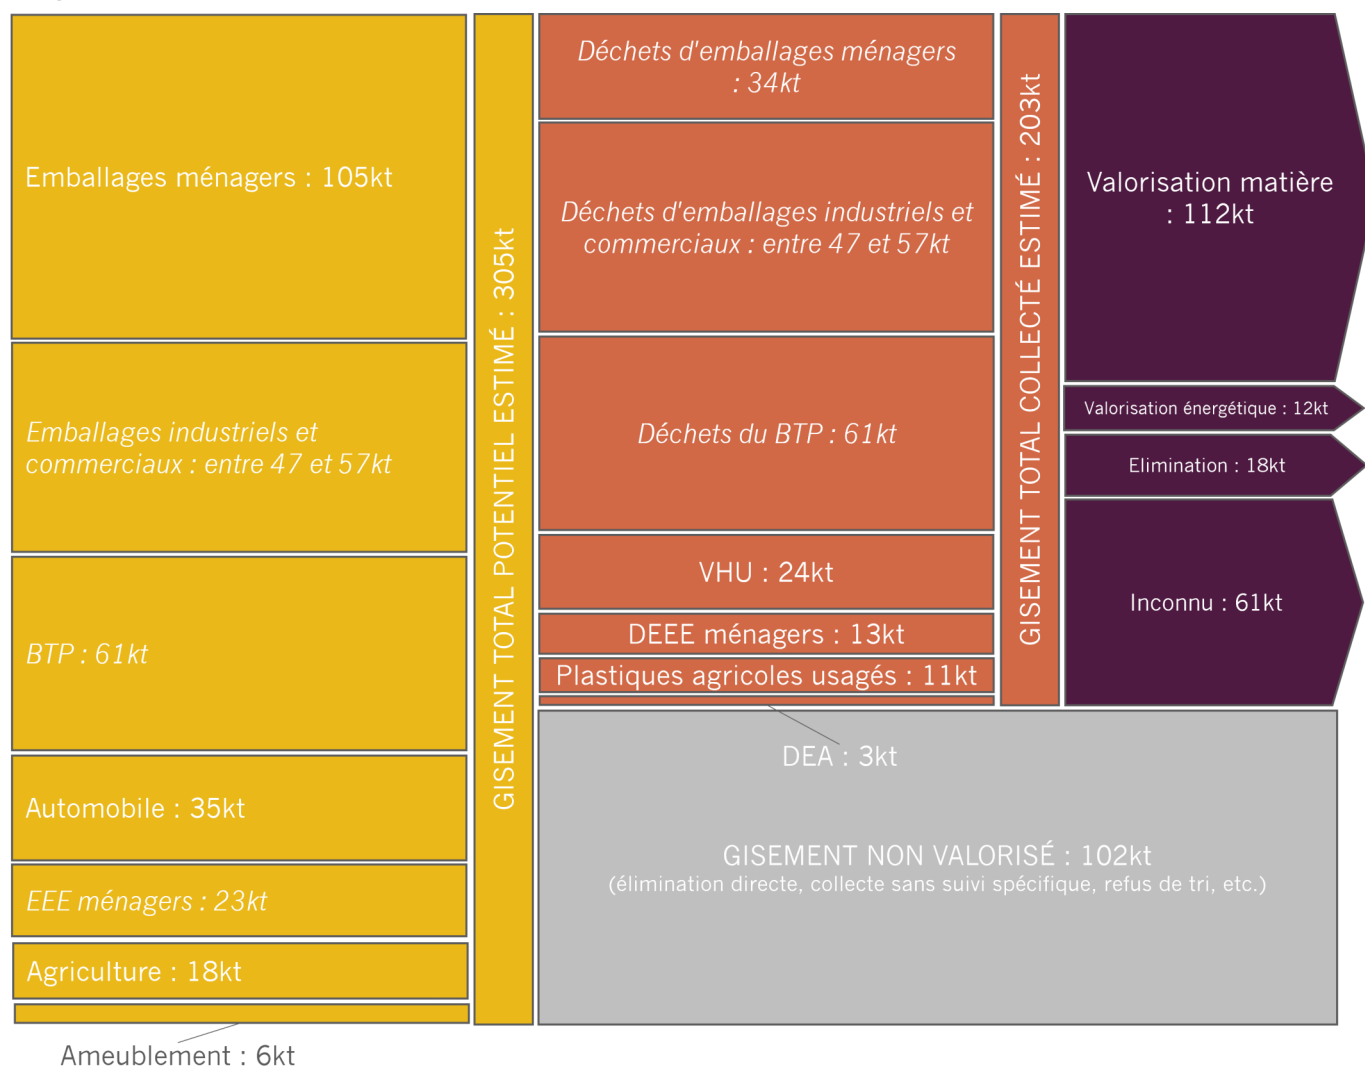 Emballages ménagers : 105kt
Emballages industriels et
commerciaux : entre 47 et 57kt
BTP : 61kt
Automobile : 35kt
EEE ménagers : 23kt
Agriculture : 18kt
Ameublement : 6kt
GISEMENT TOTAL POTENTIEL ESTIMÉ : 305kt
Déchets d'emballages ménagers
: 34kt
Déchets d'emballages industriels et
commerciaux : entre 47 et 57kt
Déchets du BTP : 61kt
VHU : 24kt
DEEE ménagers : 13kt
Plastiques agricoles usagés : 11kt
DEA : 3kt
GISEMENT TOTAL COLLECTÉ ESTIMÉ : 203kt
Valorisation matière
: 112kt
Valorisation énergétique : 12kt
Elimination : 18kt
Inconnu : 61kt
GISEMENT NON VALORISÉ : 102kt
(élimination directe, collecte sans suivi spécifique, refus de tri, etc.)